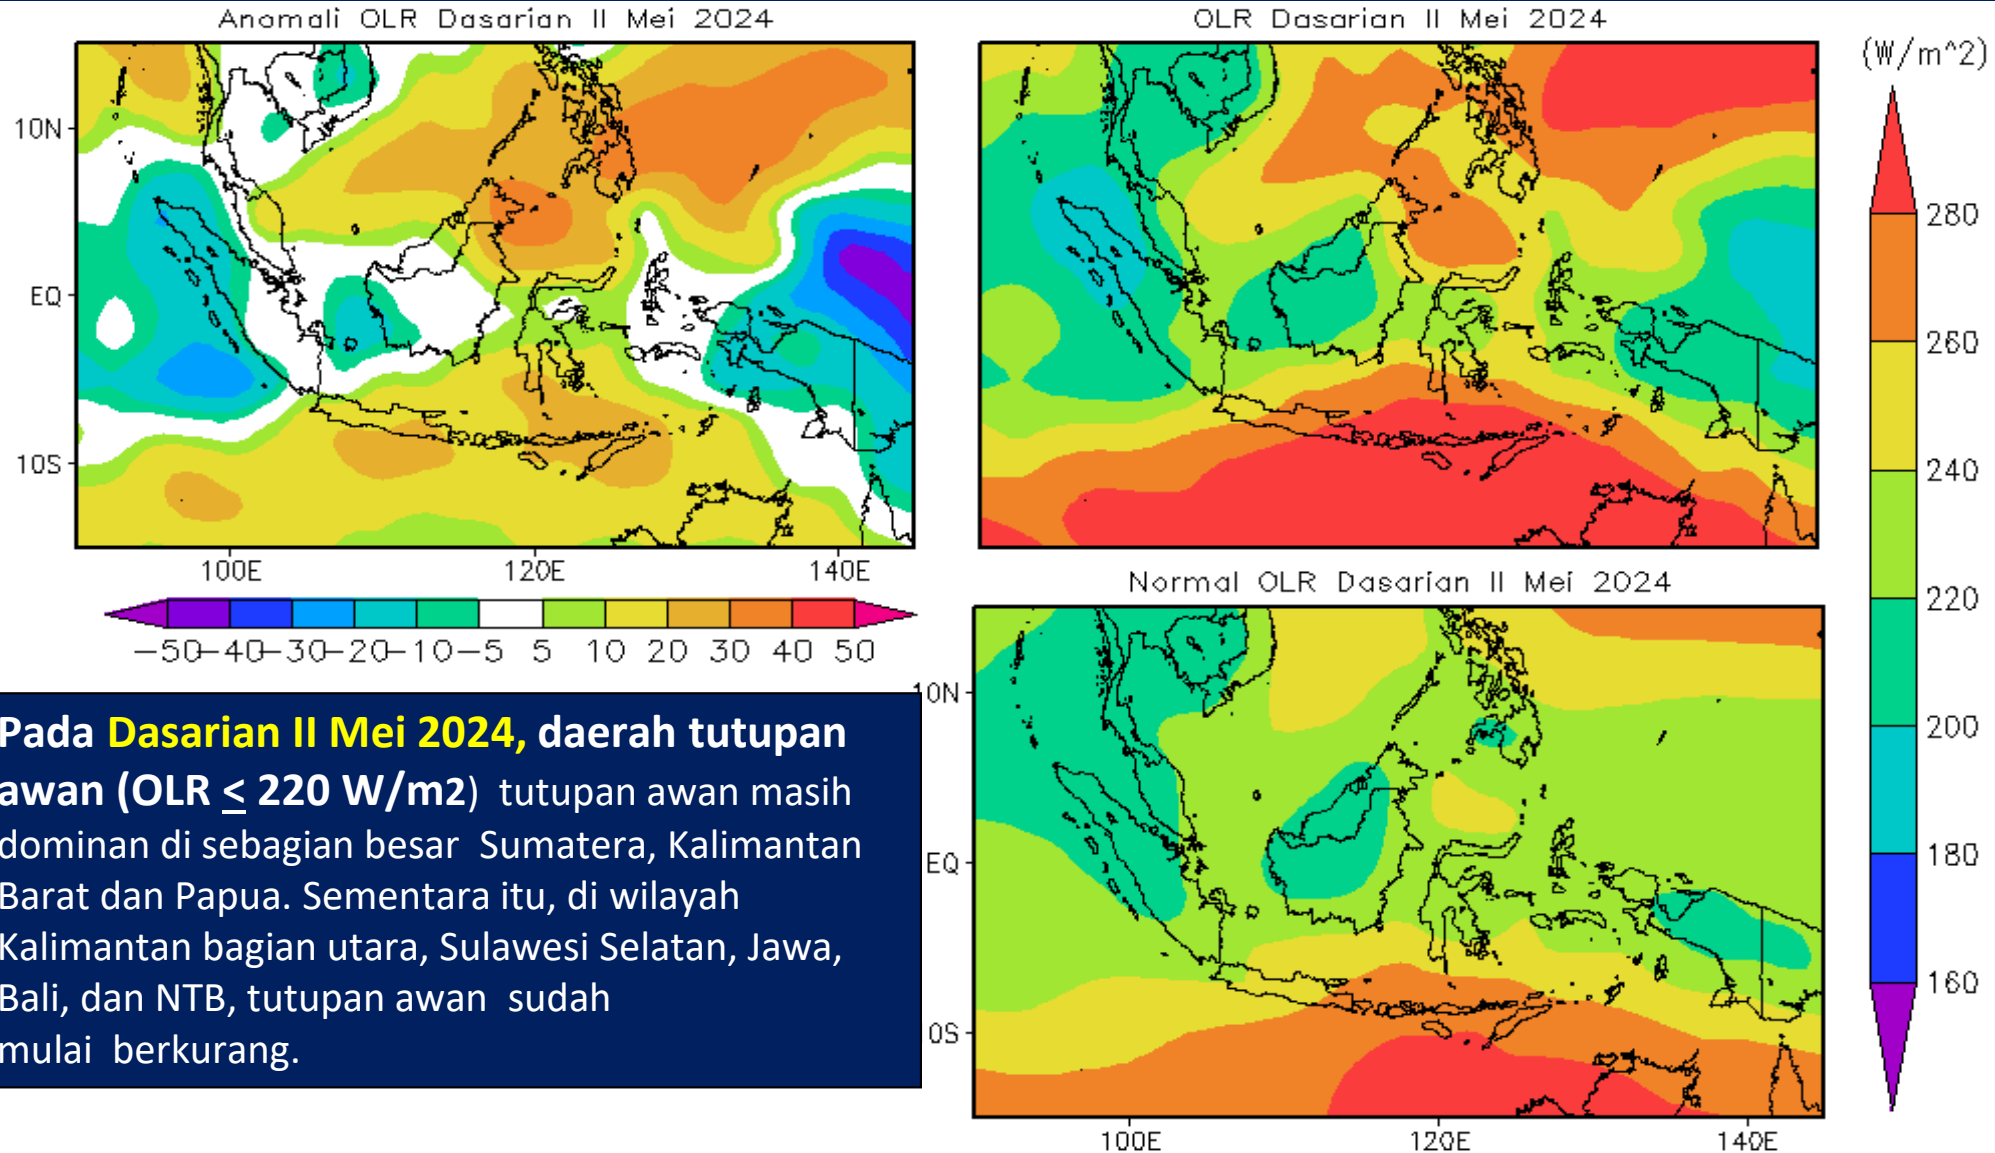 Anomali OLR Dasarian II Mei 2024
10N
EQ
10S
100E 120E 140E
−50 −40 −30 −20 −10 −5 5 10 20 30 40 50
OLR Dasarian II Mei 2024
(W/m^2)
280
260
240
220
200
180
160
Normal OLR Dasarian II Mei 2024
10N
EQ
0S
100E 120E 140E
Pada Dasarian II Mei 2024, daerah tutupan
awan (OLR < 220 W/m2) tutupan awan masih
dominan di sebagian besar Sumatera, Kalimantan
Barat dan Papua. Sementara itu, di wilayah
Kalimantan bagian utara, Sulawesi Selatan, Jawa,
Bali, dan NTB, tutupan awan sudah
mulai berkurang.